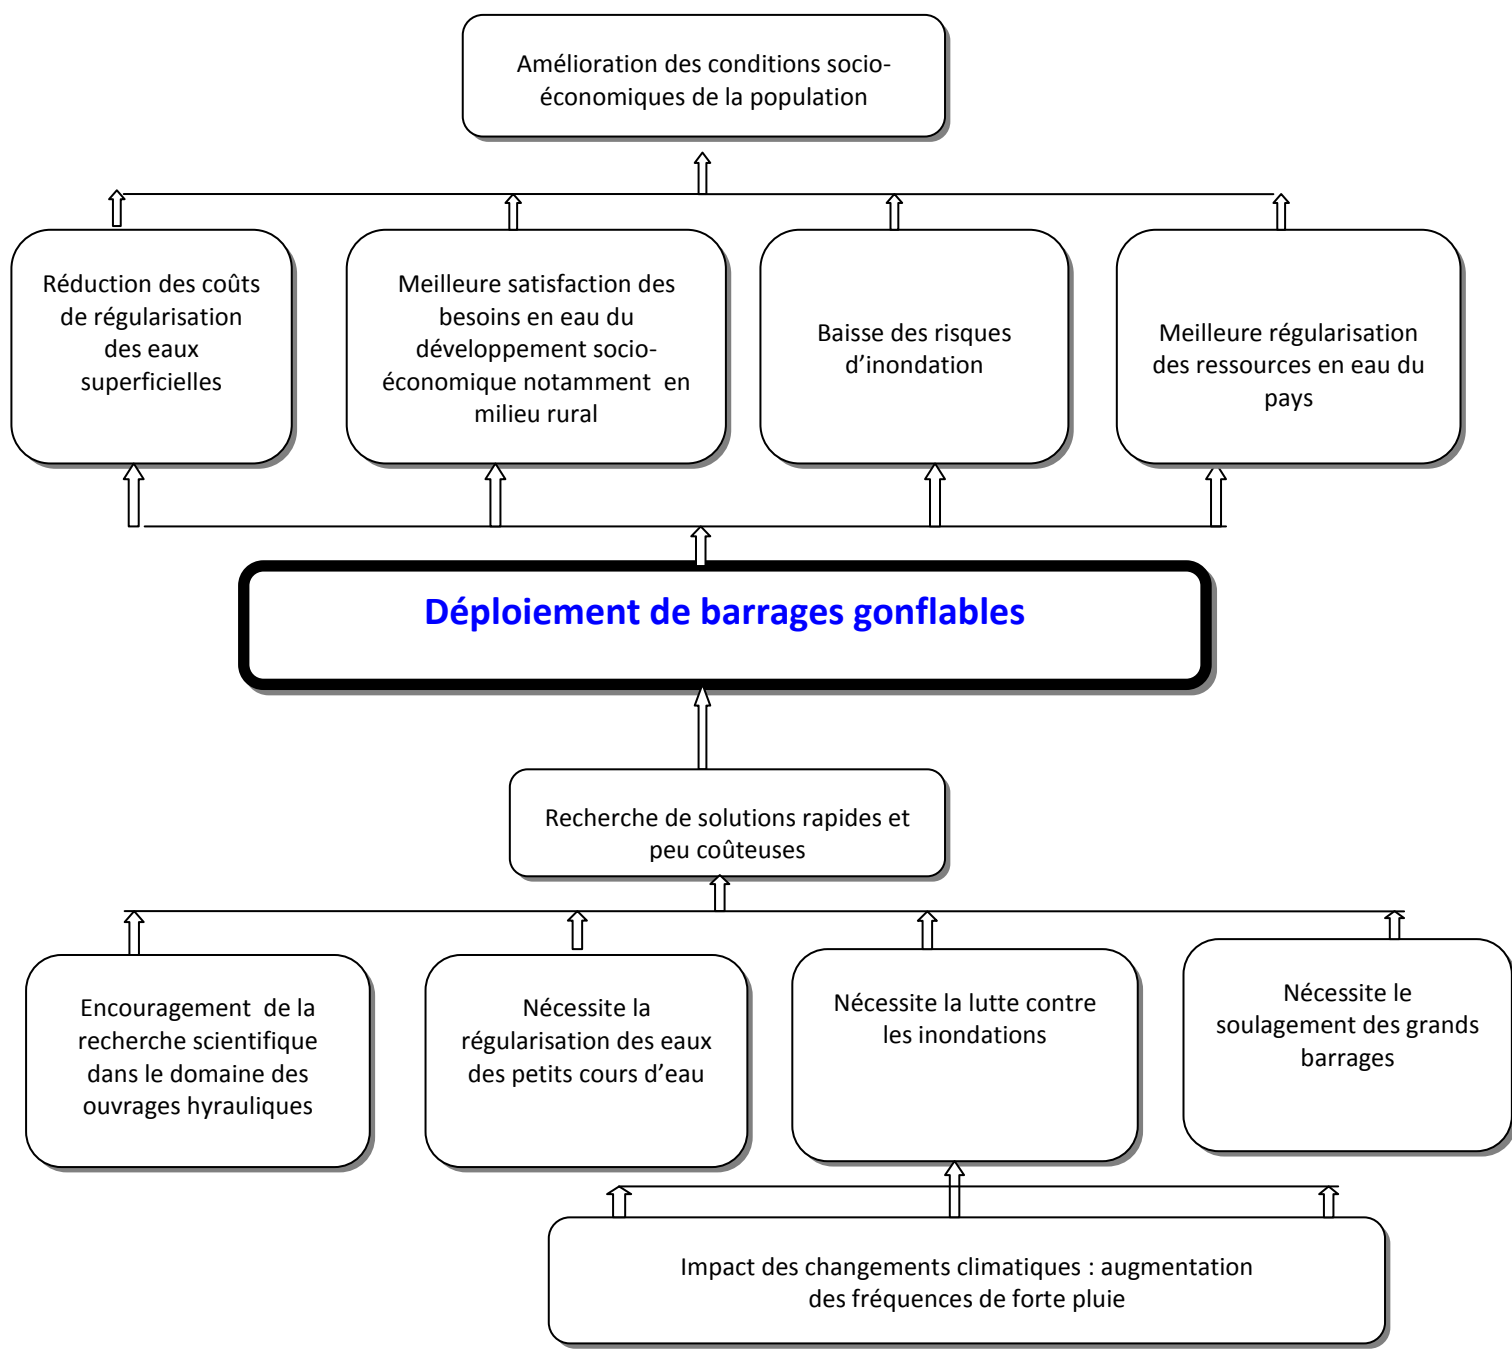 Amélioration des conditions socio-
économiques de la population
Réduction des coûts
de régularisation
des eaux
superficielles
Meilleure satisfaction des
besoins en eau du
développement socio-
économique notamment  en
milieu rural
Baisse des risques
d’inondation
Meilleure régularisation
des ressources en eau du
pays
Déploiement de barrages gonflables
Recherche de solutions rapides et
peu coûteuses
Encouragement  de la
recherche scientifique
dans le domaine des
ouvrages hyrauliques
Nécessite la
régularisation des eaux
des petits cours d’eau
Nécessite la lutte contre
les inondations
Nécessite le
soulagement des grands
barrages
Impact des changements climatiques : augmentation
des fréquences de forte pluie